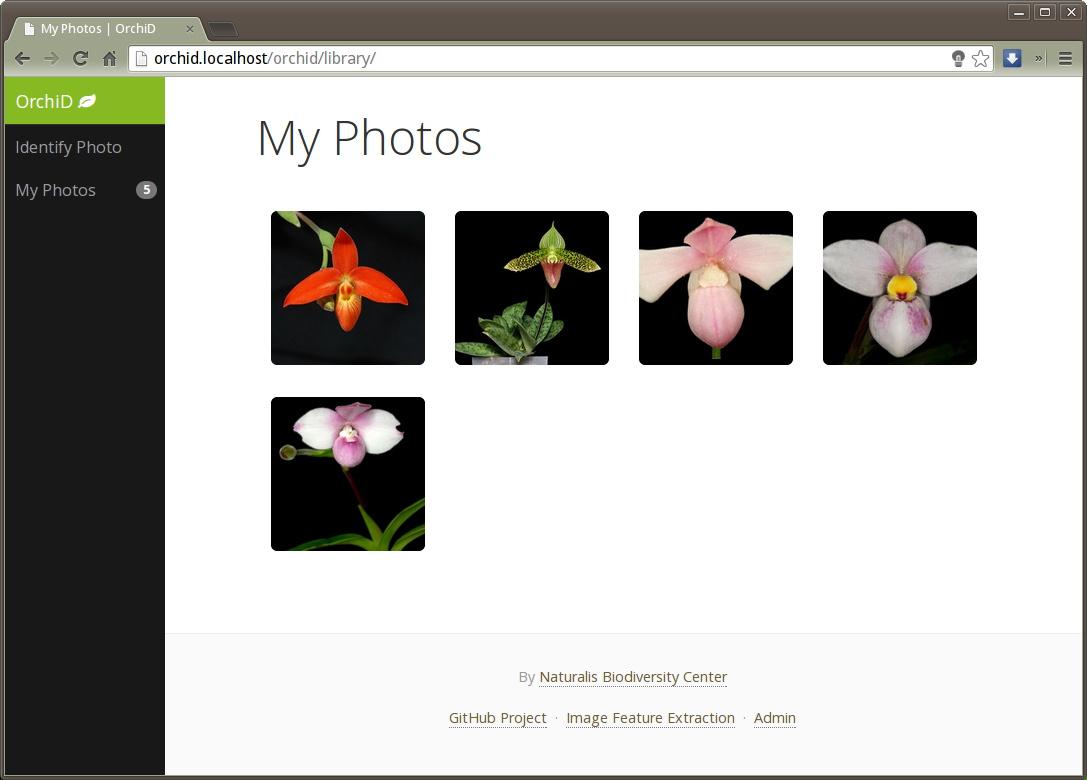 My Photos | OrchiD
orchid.localhost/orchid/library/
OrchiD
Identify Photo
My Photos 5
My Photos
By Naturalis Biodiversity Center
GitHub Project · Image Feature Extraction · Admin